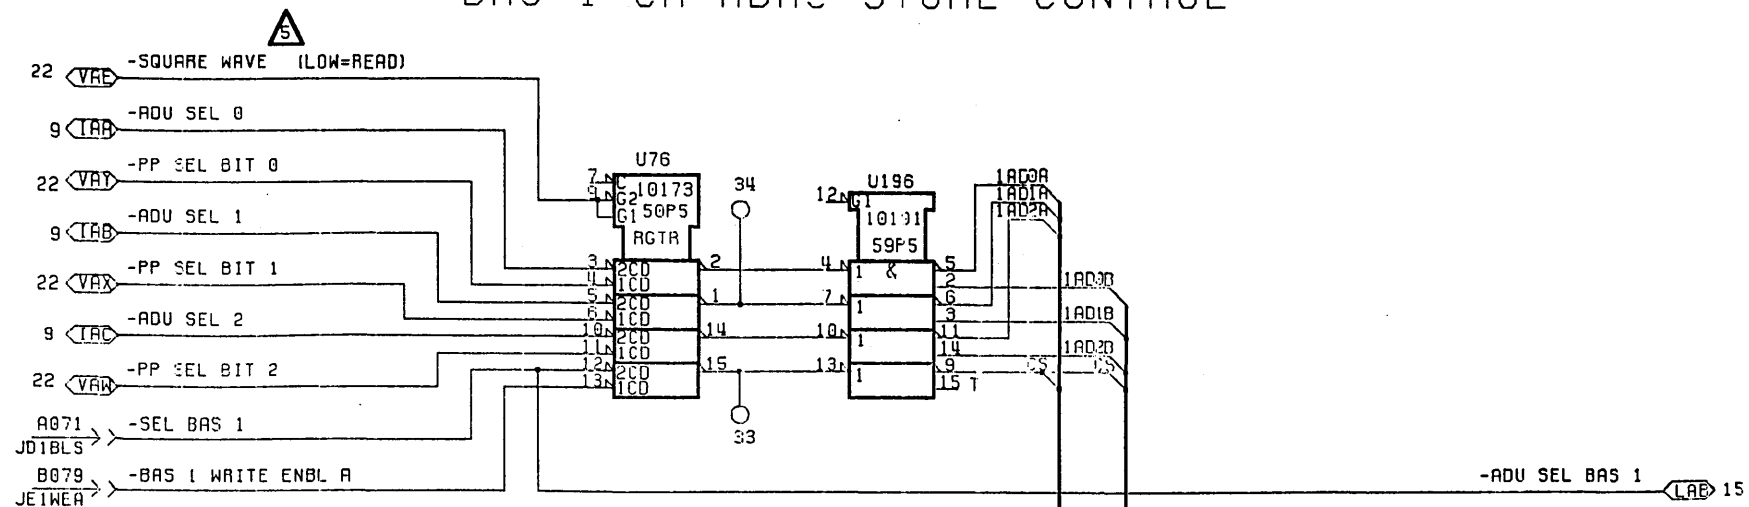 5
22 VAE -SQUARE WAVE (LOW=READ)
9 IAA -ADU SEL 0
22 VAY -PP SEL BIT 0
9 IAB -ADU SEL 1
22 VAX -PP SEL BIT 1
9 IAC -ADU SEL 2
22 VAW -PP SEL BIT 2
A071 -SEL BAS 1
JD1BLS
B079 -BAS 1 WRITE ENBL A
JE1WEA
U76
7 C 10173
9 G2 50P5
G1
RGTR
3 2CD 2
4 1CD
5 2CD 1
6 1CD
10 2CD 14
11 1CD
12 2CD 15
13 1CD
34
33
U196
12 G1
10101
59P5
4 1 & 5
2
7 1 6
3
10 1 11
14
13 1 9
15 T
1AD0A
1AD1A
1AD2A
1AD0B
1AD1B
1AD2B
CS CS
-ADU SEL BAS 1 LAB 15